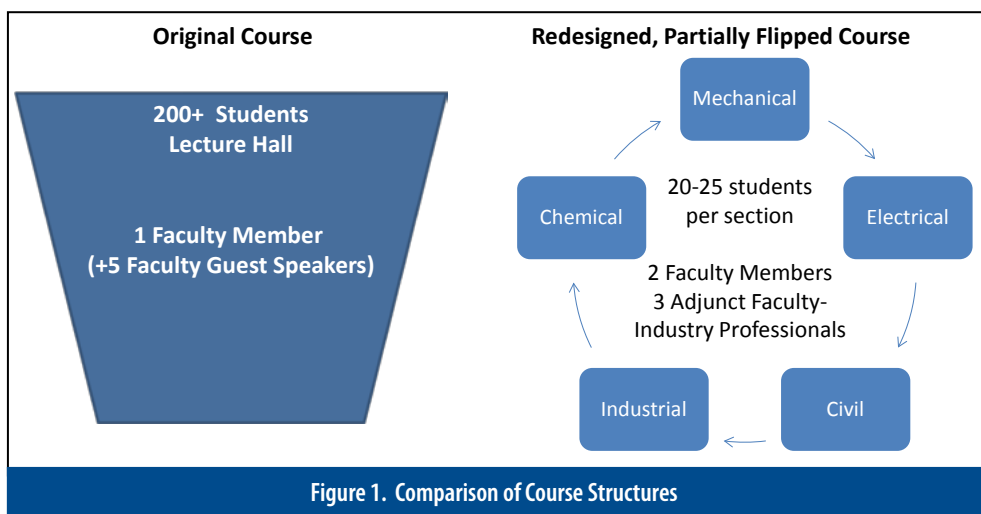 Original Course
200+ Students
Lecture Hall
1 Faculty Member
(+5 Faculty Guest Speakers)
Redesigned, Partially Flipped Course
Mechanical
Electrical
Civil
Industrial
Chemical
20-25 students
per section
2 Faculty Members
3 Adjunct Faculty-
Industry Professionals
Figure 1. Comparison of Course Structures